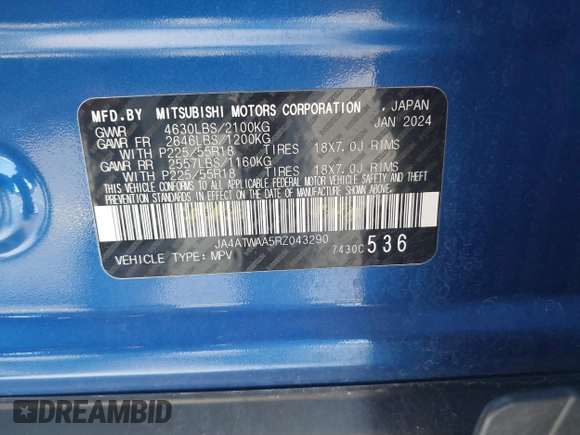 MFD.BY MITSUBISHI MOTORS CORPORATION , JAPAN
GVWR 4630LBS/2100KG JAN 2024
GAWR FR 2646LBS/1200KG
WITH P225/55R18 TIRES 18X7.0J RIMS
GAWR RR 2557LBS/1160KG
WITH P225/55R18 TIRES 18X7.0J RIMS
THIS VEHICLE CONFORMS TO ALL APPLICABLE FEDERAL MOTOR VEHICLE SAFETY AND THEFT
PREVENTION STANDARDS IN EFFECT ON THE DATE OF MANUFACTURE SHOWN ABOVE.
JA4ATWAA5RZ043290
VEHICLE TYPE: MPV 7430C 536
DREAMBID